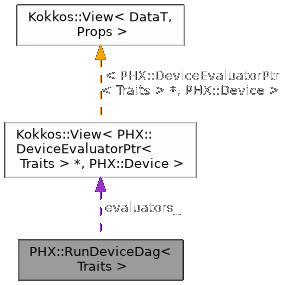 Kokkos::View< DataT,
Props >
< PHX::DeviceEvaluatorPtr
< Traits > *, PHX::Device >
Kokkos::View< PHX::
DeviceEvaluatorPtr<
Traits > *, PHX::Device >
evaluators_
PHX::RunDeviceDag<
Traits >